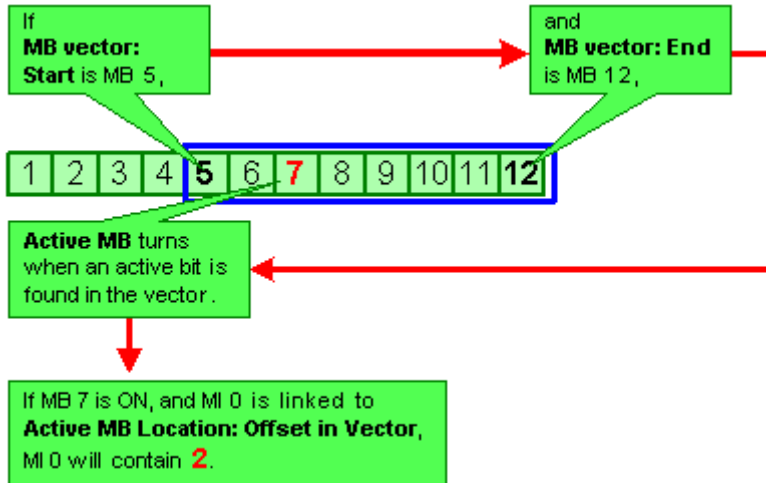 If
MB vector:
Start is MB 5,
and
MB vector: End
is MB 12,
1 2 3 4 5 6 7 8 9 10 11 12
Active MB turns
when an active bit is
found in the vector.
If MB 7 is ON, and MI 0 is linked to
Active MB Location: Offset in Vector,
MI 0 will contain 2.